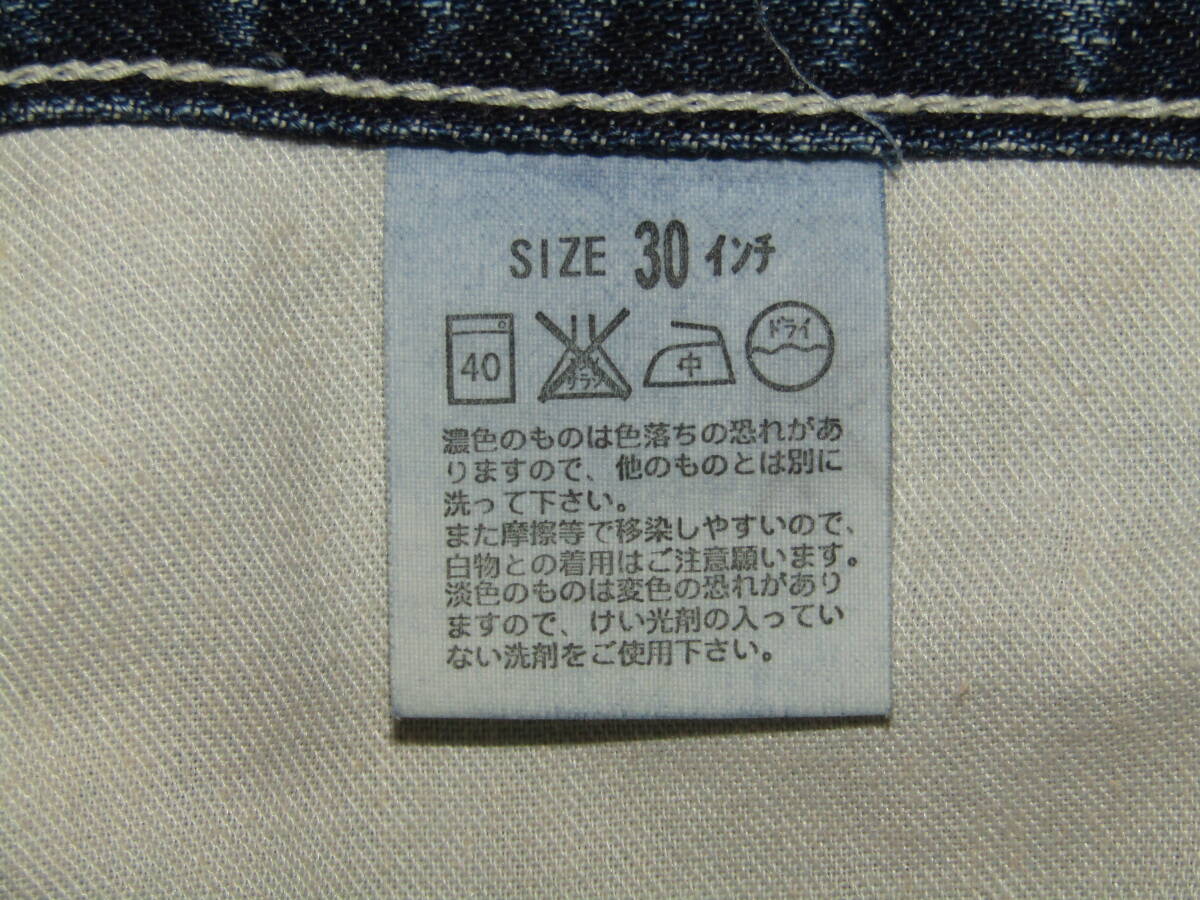 SIZE 30 インチ
40 サラシ 中 ドライ
濃色のものは色落ちの恐れがあ
りますので、他のものとは別に
洗って下さい。
また摩擦等で移染しやすいので、
白物との着用はご注意願います。
淡色のものは変色の恐れがあり
ますので、けい光剤の入ってい
ない洗剤をご使用下さい。